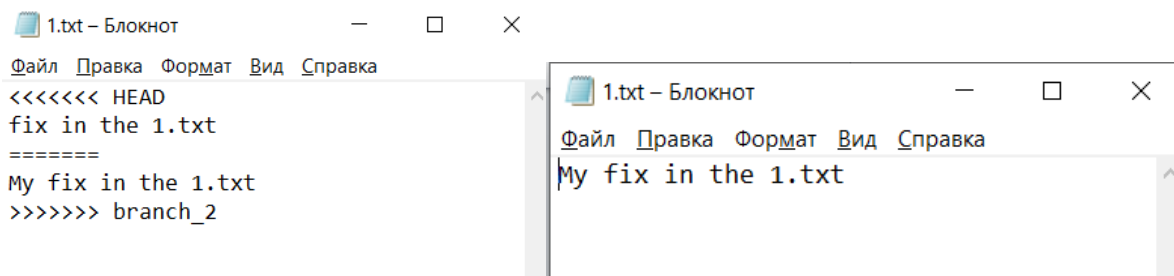 1.txt – Блокнот
Файл Правка Формат Вид Справка
<<<<<<< HEAD
fix in the 1.txt
=======
My fix in the 1.txt
>>>>>>> branch_2
1.txt – Блокнот
Файл Правка Формат Вид Справка
My fix in the 1.txt